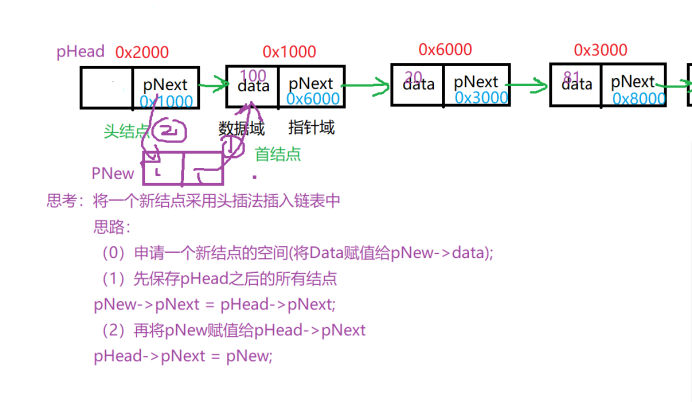 pHead 0x2000 0x1000 0x6000 0x3000
pNext 100 data pNext 20 data pNext 81 data pNext
0x1000 0x6000 0x3000 0x8000
头结点 ② 数据域 指针域
① 首结点
PNew
思考：将一个新结点采用头插法插入链表中
思路：
（0）申请一个新结点的空间(将Data赋值给pNew->data);
（1）先保存pHead之后的所有结点
pNew->pNext = pHead->pNext;
（2）再将pNew赋值给pHead->pNext
pHead->pNext = pNew;